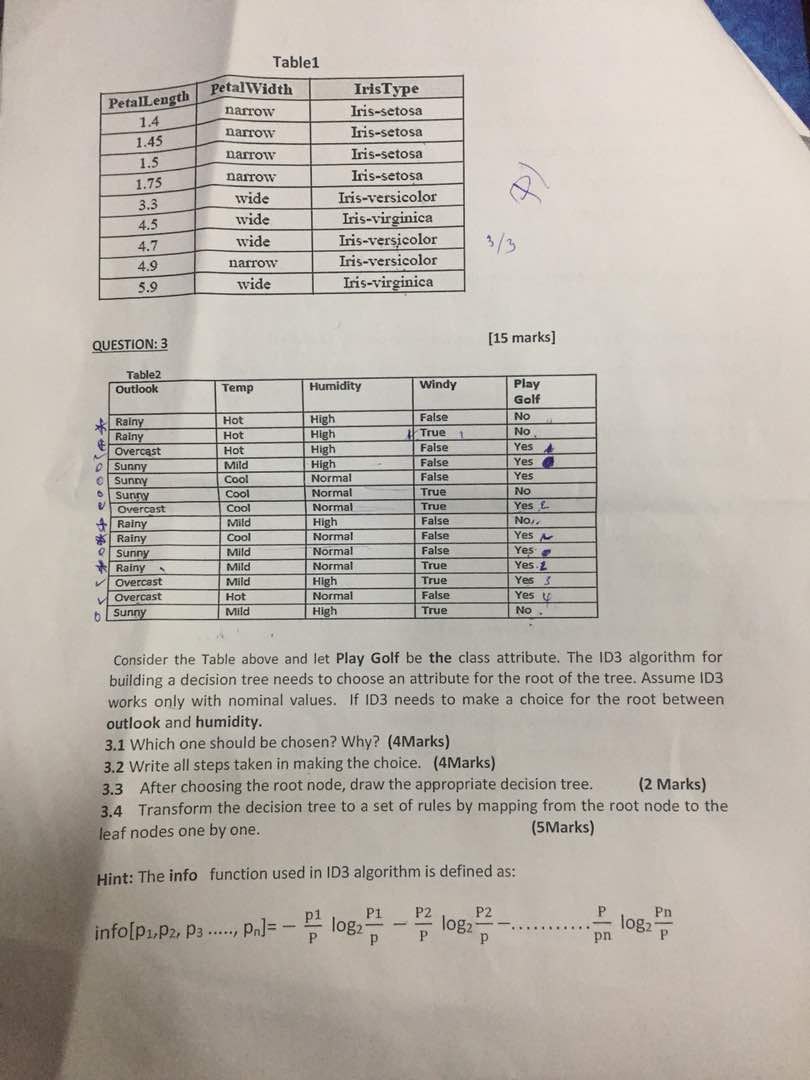 Table1
PetalLength PetalWidth IrisType
1.4 narrow Iris-setosa
1.45 narrow Iris-setosa
1.5 narrow Iris-setosa
1.75 narrow Iris-setosa
3.3 wide Iris-versicolor
4.5 wide Iris-virginica
4.7 wide Iris-versicolor
4.9 narrow Iris-versicolor
5.9 wide Iris-virginica
3/3
QUESTION: 3 [15 marks]
Table2
Outlook Temp Humidity Windy Play Golf
Rainy Hot High False No
Rainy Hot High True No
Overcast Hot High False Yes
Sunny Mild High False Yes
Sunny Cool Normal False Yes
Sunny Cool Normal True No
Overcast Cool Normal True Yes 2
Rainy Mild High False No
Rainy Cool Normal False Yes
Sunny Mild Normal False Yes
Rainy Mild Normal True Yes 2
Overcast Mild High True Yes 3
Overcast Hot Normal False Yes 4
Sunny Mild High True No
Consider the Table above and let Play Golf be the class attribute. The ID3 algorithm for
building a decision tree needs to choose an attribute for the root of the tree. Assume ID3
works only with nominal values. If ID3 needs to make a choice for the root between
outlook and humidity.
3.1 Which one should be chosen? Why? (4Marks)
3.2 Write all steps taken in making the choice. (4Marks)
3.3 After choosing the root node, draw the appropriate decision tree. (2 Marks)
3.4 Transform the decision tree to a set of rules by mapping from the root node to the
leaf nodes one by one. (5Marks)
Hint: The info function used in ID3 algorithm is defined as:
info[p₁,p₂, p₃ ....., pₙ]= − p1/P log₂ P1/p − P2/P log₂ P2/p −............ P/pn log₂ Pn/P